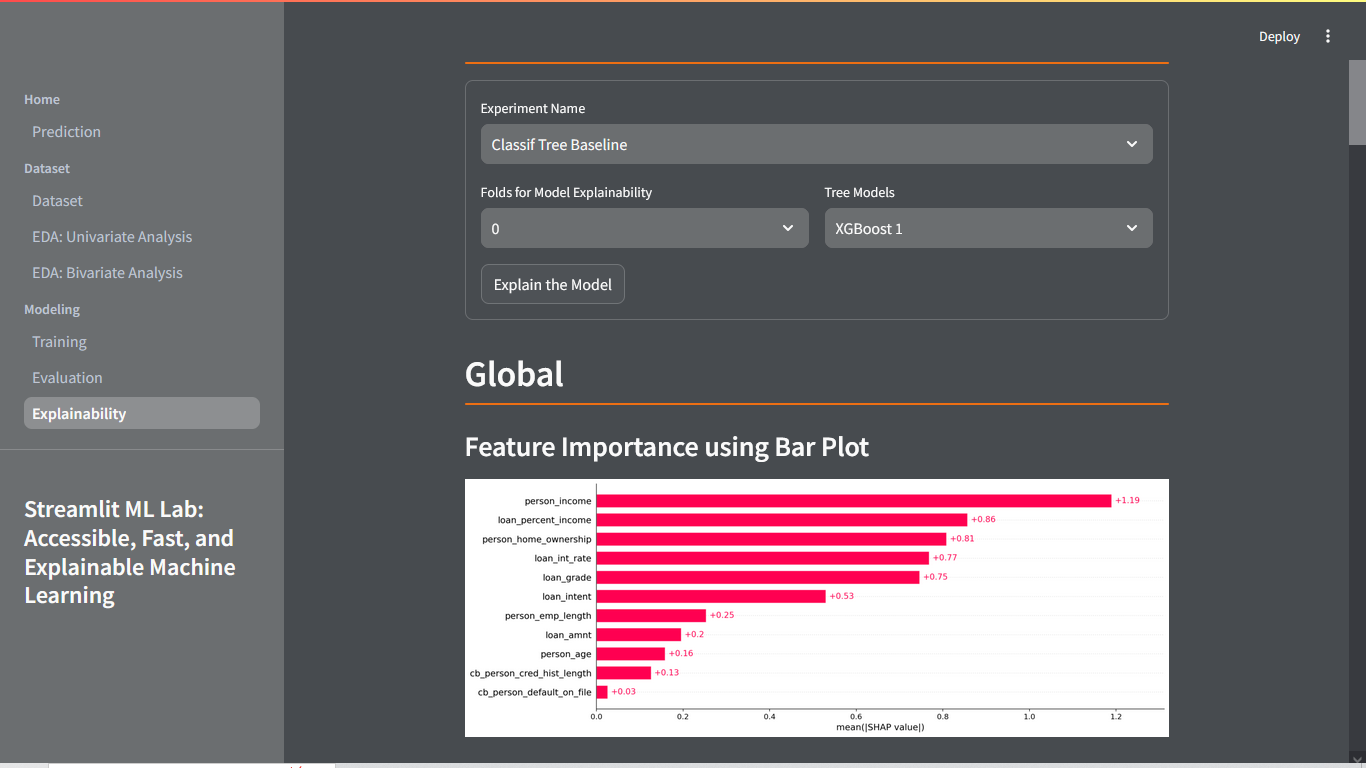 Deploy
Home
Prediction
Dataset
Dataset
EDA: Univariate Analysis
EDA: Bivariate Analysis
Modeling
Training
Evaluation
Explainability
Streamlit ML Lab:
Accessible, Fast, and
Explainable Machine
Learning
Experiment Name
Classif Tree Baseline
Folds for Model Explainability
Tree Models
0
XGBoost 1
Explain the Model
Global
Feature Importance using Bar Plot
person_income +1.19
loan_percent_income +0.86
person_home_ownership +0.81
loan_int_rate +0.77
loan_grade +0.75
loan_intent +0.53
person_emp_length +0.25
loan_amnt +0.2
person_age +0.16
cb_person_cred_hist_length +0.13
cb_person_default_on_file +0.03
0.0 0.2 0.4 0.6 0.8 1.0 1.2
mean(|SHAP value|)